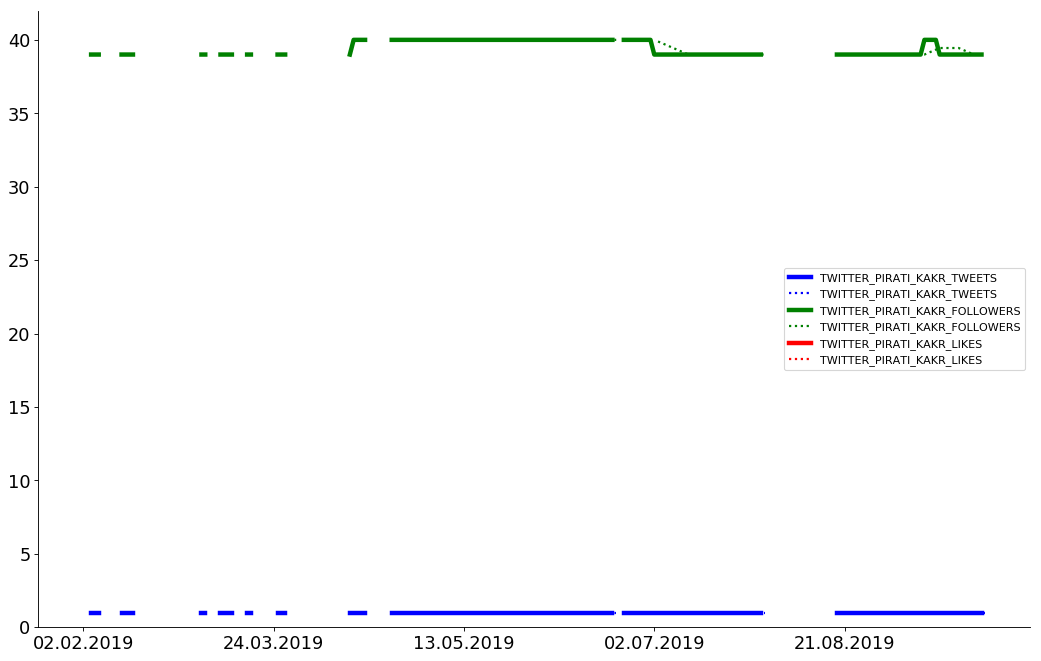 40
35
30
25
20
15
10
5
0
02.02.2019
24.03.2019
13.05.2019
02.07.2019
21.08.2019
TWITTER_PIRATI_KAKR_TWEETS
TWITTER_PIRATI_KAKR_TWEETS
TWITTER_PIRATI_KAKR_FOLLOWERS
TWITTER_PIRATI_KAKR_FOLLOWERS
TWITTER_PIRATI_KAKR_LIKES
TWITTER_PIRATI_KAKR_LIKES